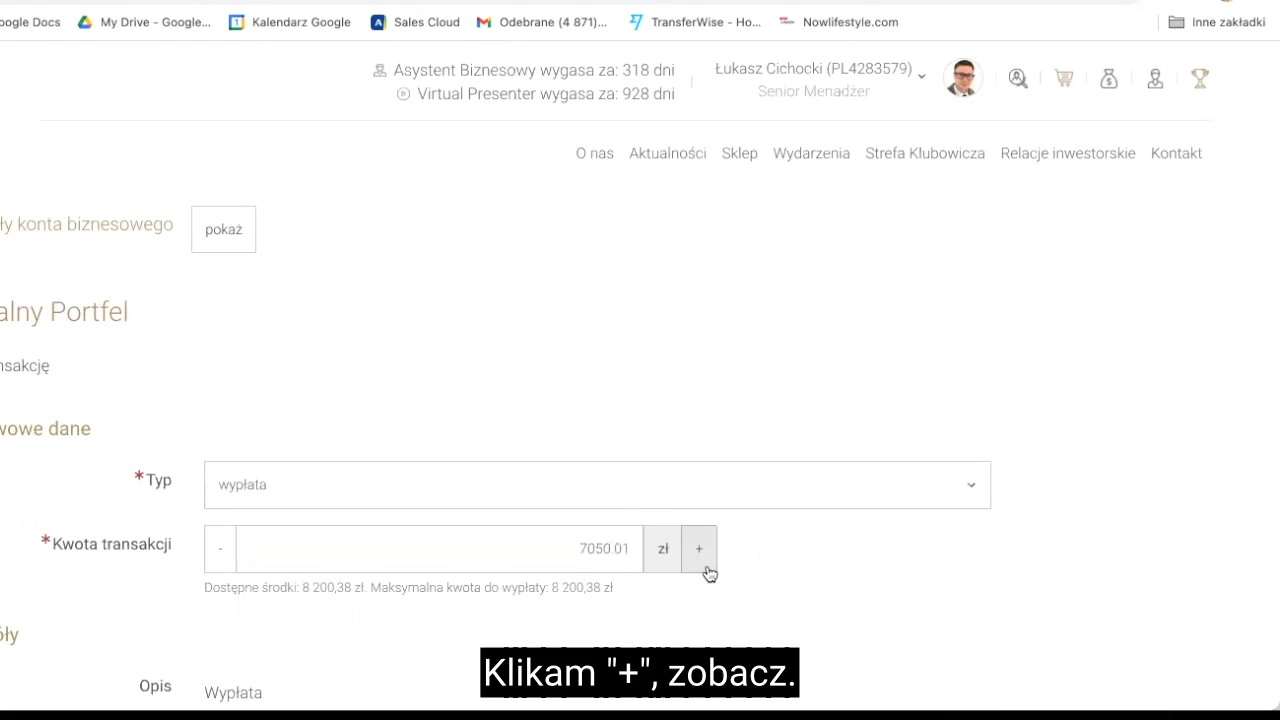 ogle Docs My Drive - Google... Kalendarz Google Sales Cloud Odebrane (4 871)... TransferWise - Ho... Nowlifestyle.com Inne zakładki
Asystent Biznesowy wygasa za: 318 dni
Virtual Presenter wygasa za: 928 dni
Łukasz Cichocki (PL4283579)
Senior Menadżer
O nas Aktualności Sklep Wydarzenia Strefa Klubowicza Relacje inwestorskie Kontakt
ły konta biznesowego pokaż
alny Portfel
nsakcję
wowe dane
*Typ wypłata
*Kwota transakcji - 7050.01 zł +
Dostępne środki: 8 200,38 zł. Maksymalna kwota do wypłaty: 8 200,38 zł
óły
Klikam "+", zobacz.
Opis Wypłata